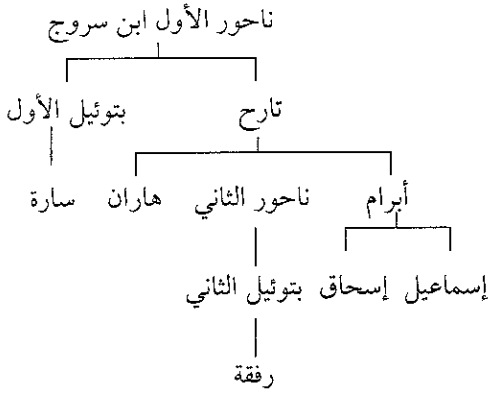 ناحور الأول ابن سروج
تارح بتوئيل الأول
أبرام ناحور الثاني هاران سارة
إسماعيل إسحاق بتوئيل الثاني
رفقة